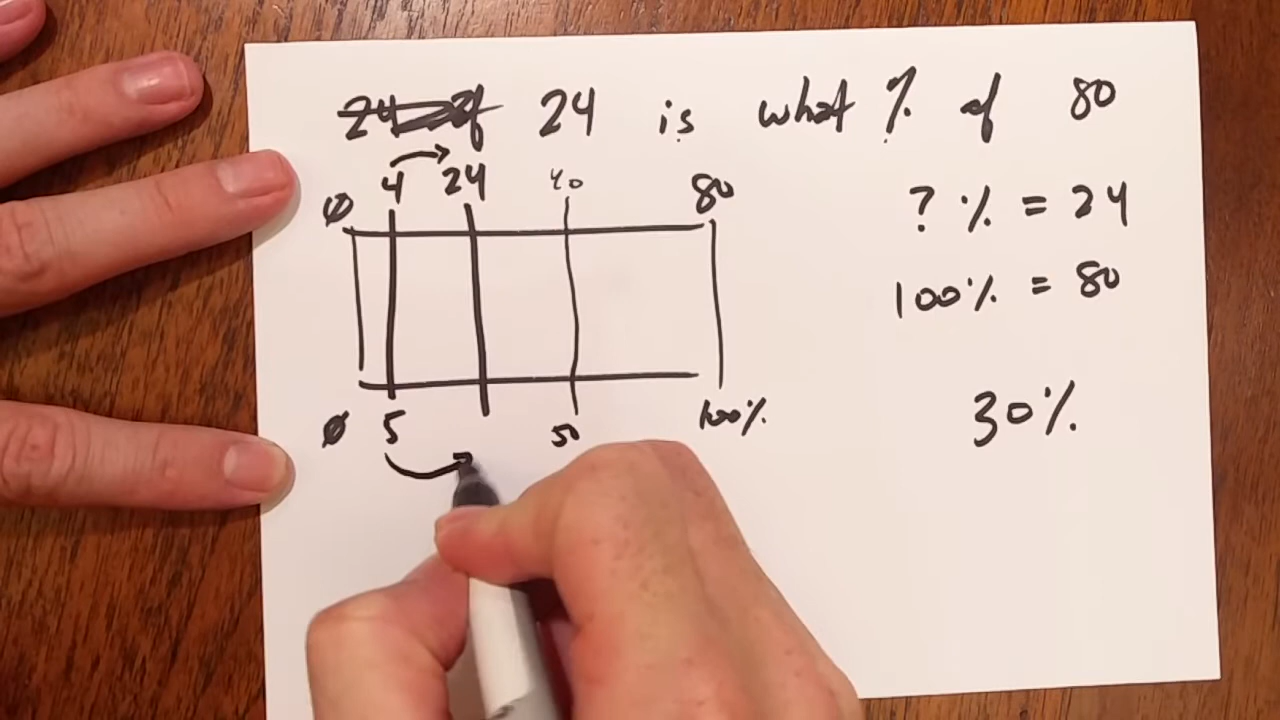 24 is what % of 80
4 24 40
Ø 80
? % = 24
100% = 80
Ø 5 50 100%
30%